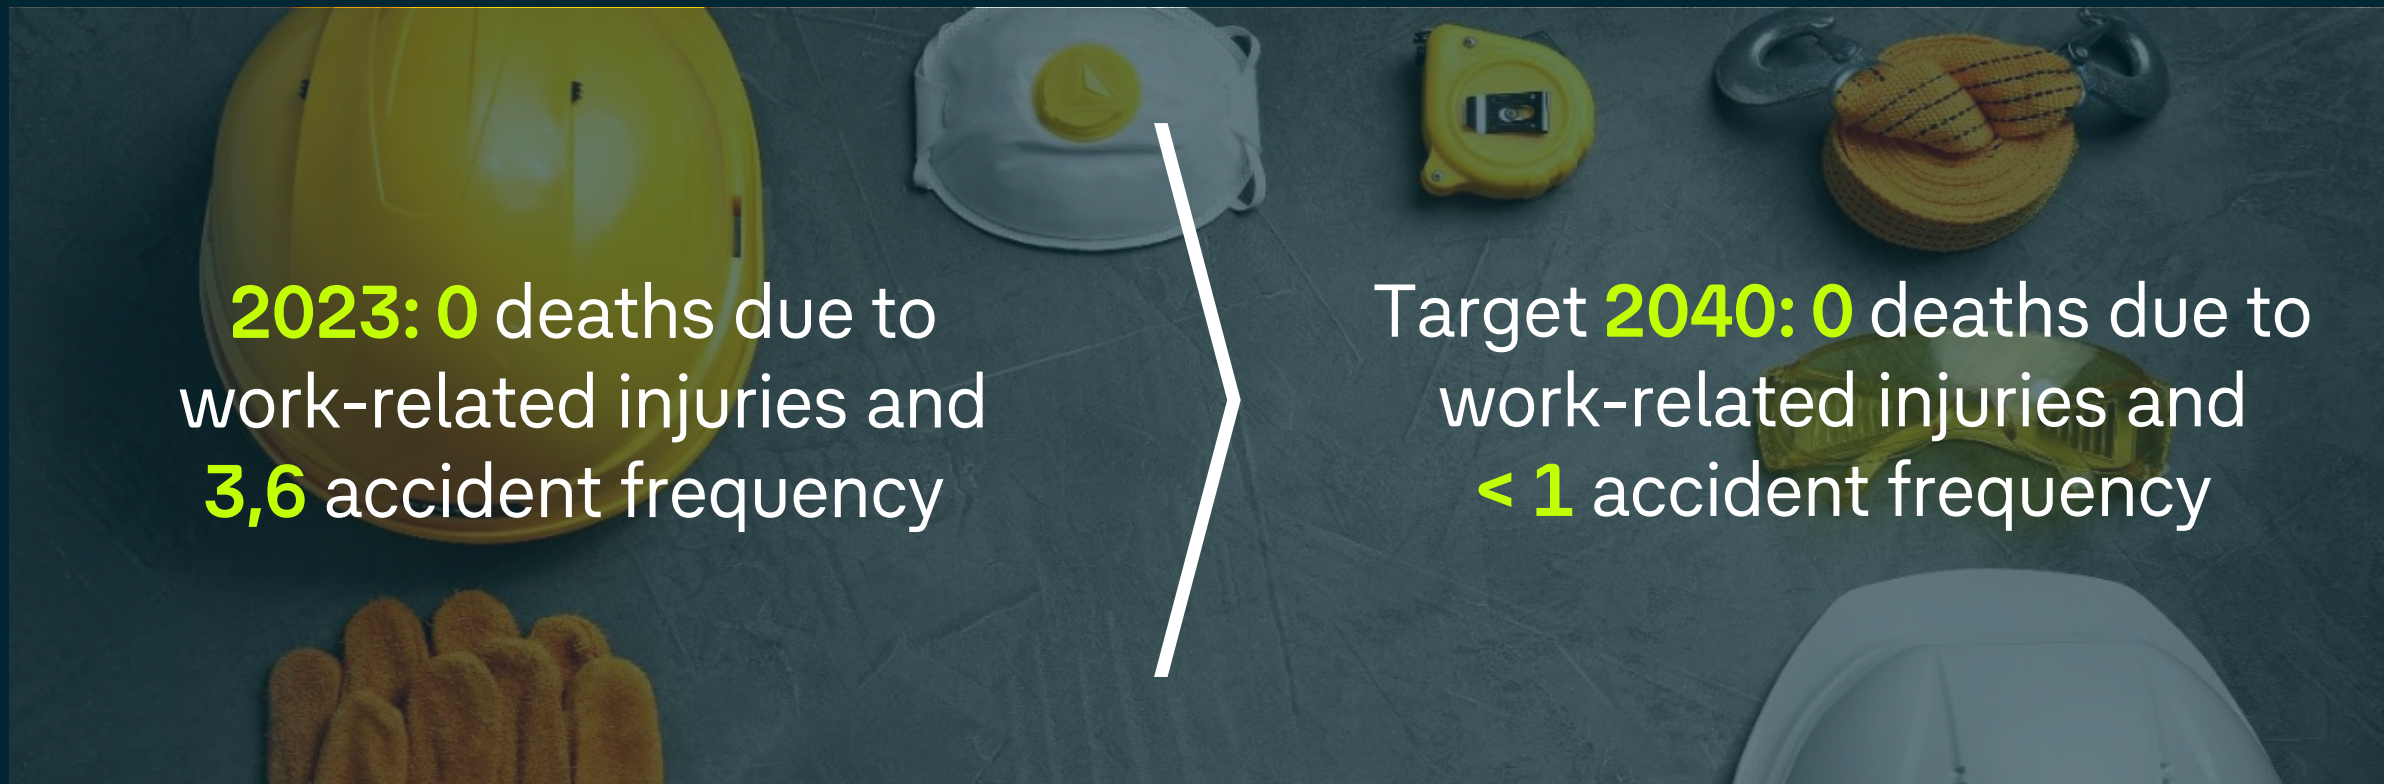 2023: 0 deaths due to
work-related injuries and
3,6 accident frequency
Target 2040: 0 deaths due to
work-related injuries and
< 1 accident frequency